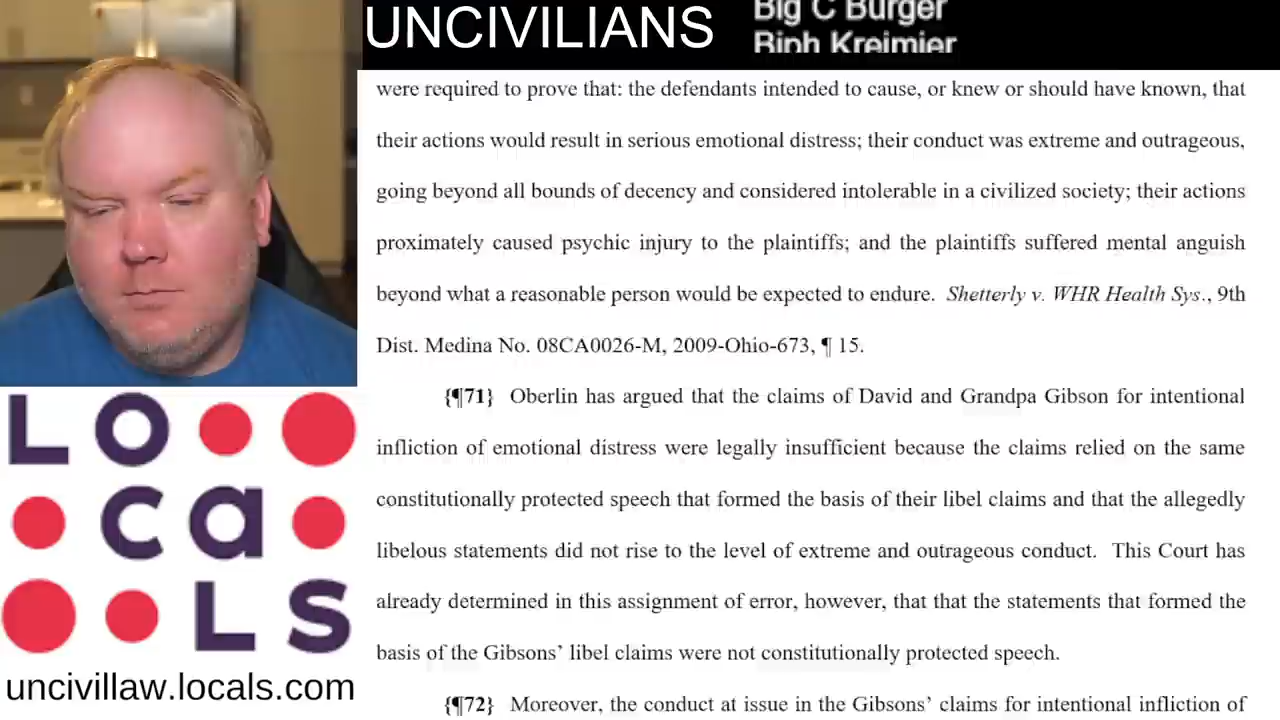 UNCIVILIANS
Big C Burger
Biph Kreimier
were required to prove that: the defendants intended to cause, or knew or should have known, that
their actions would result in serious emotional distress; their conduct was extreme and outrageous,
going beyond all bounds of decency and considered intolerable in a civilized society; their actions
proximately caused psychic injury to the plaintiffs; and the plaintiffs suffered mental anguish
beyond what a reasonable person would be expected to endure. Shetterly v. WHR Health Sys., 9th
Dist. Medina No. 08CA0026-M, 2009-Ohio-673, ¶ 15.
{¶71} Oberlin has argued that the claims of David and Grandpa Gibson for intentional
infliction of emotional distress were legally insufficient because the claims relied on the same
constitutionally protected speech that formed the basis of their libel claims and that the allegedly
libelous statements did not rise to the level of extreme and outrageous conduct. This Court has
already determined in this assignment of error, however, that that the statements that formed the
basis of the Gibsons’ libel claims were not constitutionally protected speech.
{¶72} Moreover, the conduct at issue in the Gibsons’ claims for intentional infliction of
LOcaLS
uncivillaw.locals.com